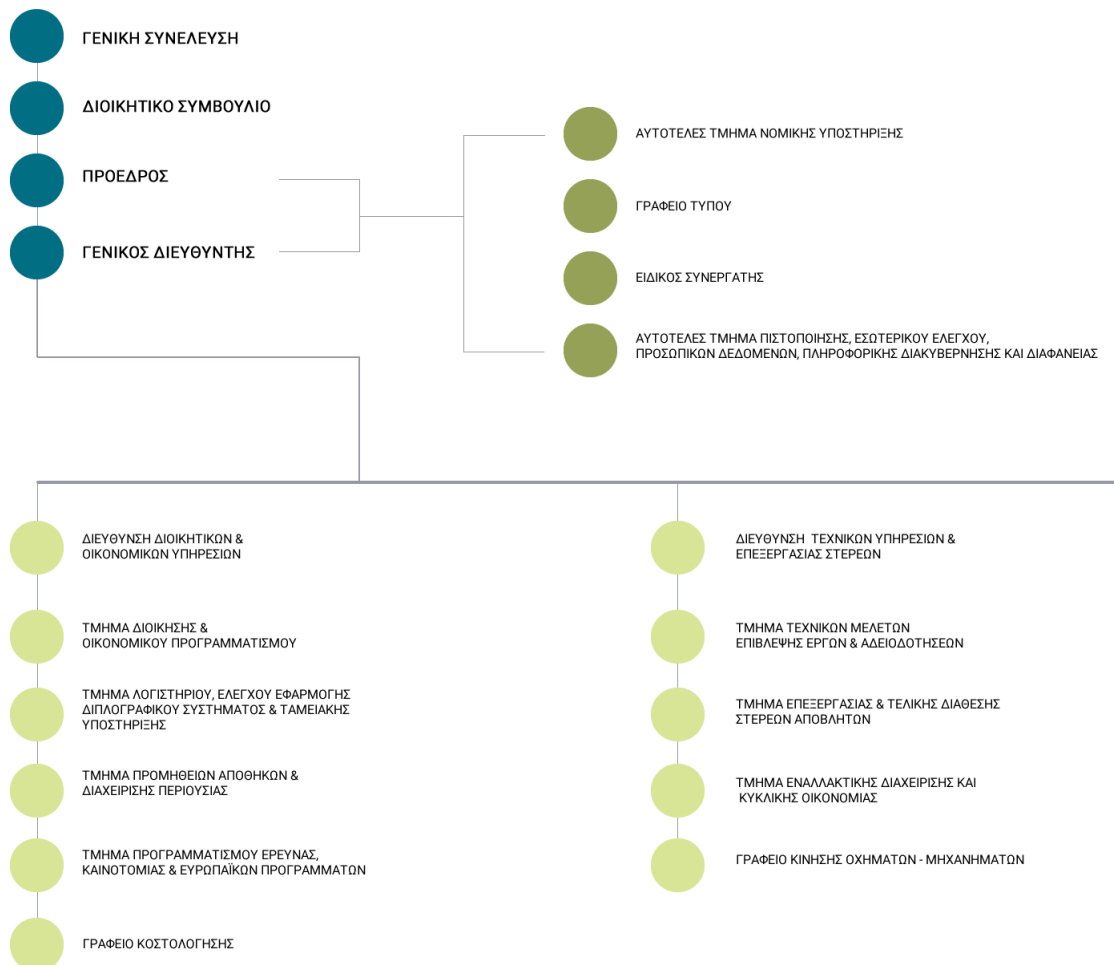 ΓΕΝΙΚΗ ΣΥΝΕΛΕΥΣΗ
ΔΙΟΙΚΗΤΙΚΟ ΣΥΜΒΟΥΛΙΟ
ΠΡΟΕΔΡΟΣ
ΓΕΝΙΚΟΣ ΔΙΕΥΘΥΝΤΗΣ
ΑΥΤΟΤΕΛΕΣ ΤΜΗΜΑ ΝΟΜΙΚΗΣ ΥΠΟΣΤΗΡΙΞΗΣ
ΓΡΑΦΕΙΟ ΤΥΠΟΥ
ΕΙΔΙΚΟΣ ΣΥΝΕΡΓΑΤΗΣ
ΑΥΤΟΤΕΛΕΣ ΤΜΗΜΑ ΠΙΣΤΟΠΟΙΗΣΗΣ, ΕΣΩΤΕΡΙΚΟΥ ΕΛΕΓΧΟΥ,
ΠΡΟΣΩΠΙΚΩΝ ΔΕΔΟΜΕΝΩΝ, ΠΛΗΡΟΦΟΡΙΚΗΣ ΔΙΑΚΥΒΕΡΝΗΣΗΣ ΚΑΙ ΔΙΑΦΑΝΕΙΑΣ
ΔΙΕΥΘΥΝΣΗ ΔΙΟΙΚΗΤΙΚΩΝ &
ΟΙΚΟΝΟΜΙΚΩΝ ΥΠΗΡΕΣΙΩΝ
ΤΜΗΜΑ ΔΙΟΙΚΗΣΗΣ &
ΟΙΚΟΝΟΜΙΚΟΥ ΠΡΟΓΡΑΜΜΑΤΙΣΜΟΥ
ΤΜΗΜΑ ΛΟΓΙΣΤΗΡΙΟΥ, ΕΛΕΓΧΟΥ ΕΦΑΡΜΟΓΗΣ
ΔΙΠΛΟΓΡΑΦΙΚΟΥ ΣΥΣΤΗΜΑΤΟΣ & ΤΑΜΕΙΑΚΗΣ
ΥΠΟΣΤΗΡΙΞΗΣ
ΤΜΗΜΑ ΠΡΟΜΗΘΕΙΩΝ ΑΠΟΘΗΚΩΝ &
ΔΙΑΧΕΙΡΙΣΗΣ ΠΕΡΙΟΥΣΙΑΣ
ΤΜΗΜΑ ΠΡΟΓΡΑΜΜΑΤΙΣΜΟΥ ΕΡΕΥΝΑΣ,
ΚΑΙΝΟΤΟΜΙΑΣ & ΕΥΡΩΠΑΪΚΩΝ ΠΡΟΓΡΑΜΜΑΤΩΝ
ΓΡΑΦΕΙΟ ΚΟΣΤΟΛΟΓΗΣΗΣ
ΔΙΕΥΘΥΝΣΗ ΤΕΧΝΙΚΩΝ ΥΠΗΡΕΣΙΩΝ &
ΕΠΕΞΕΡΓΑΣΙΑΣ ΣΤΕΡΕΩΝ
ΤΜΗΜΑ ΤΕΧΝΙΚΩΝ ΜΕΛΕΤΩΝ
ΕΠΙΒΛΕΨΗΣ ΕΡΓΩΝ & ΑΔΕΙΟΔΟΤΗΣΕΩΝ
ΤΜΗΜΑ ΕΠΕΞΕΡΓΑΣΙΑΣ & ΤΕΛΙΚΗΣ ΔΙΑΘΕΣΗΣ
ΣΤΕΡΕΩΝ ΑΠΟΒΛΗΤΩΝ
ΤΜΗΜΑ ΕΝΑΛΛΑΚΤΙΚΗΣ ΔΙΑΧΕΙΡΙΣΗΣ ΚΑΙ
ΚΥΚΛΙΚΗΣ ΟΙΚΟΝΟΜΙΑΣ
ΓΡΑΦΕΙΟ ΚΙΝΗΣΗΣ ΟΧΗΜΑΤΩΝ - ΜΗΧΑΝΗΜΑΤΩΝ